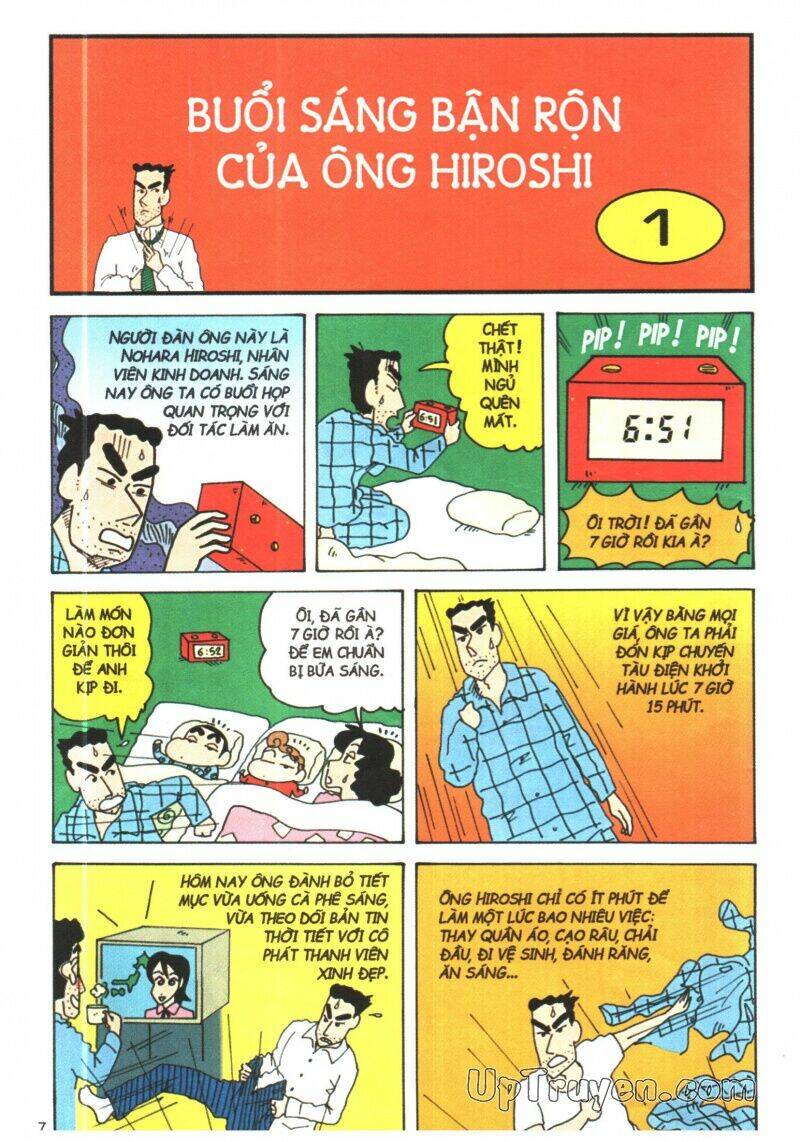 BUỔI SÁNG BẬN RỘN
CỦA ÔNG HIROSHI
1
NGƯỜI ĐÀN ÔNG NÀY LÀ
NOHARA HIROSHI, NHÂN
VIÊN KINH DOANH. SÁNG
NAY ÔNG TA CÓ BUỔI HỌP
QUAN TRỌNG VỚI
ĐỐI TÁC LÀM ĂN.
CHẾT
THẬT!
MÌNH
NGỦ
QUÊN
MẤT.
6:51
PIP! PIP! PIP!
6:51
ÔI TRỜI! ĐÃ GẦN
7 GIỜ RỒI KIA À?
LÀM MÓN
NÀO ĐƠN
GIẢN THÔI
ĐỂ ANH
KỊP ĐI.
6:52
ÔI, ĐÃ GẦN
7 GIỜ RỒI À?
ĐỂ EM CHUẨN
BỊ BỮA SÁNG.
VÌ VẬY BẰNG MỌI
GIÁ, ÔNG TA PHẢI
ĐÓN KỊP CHUYẾN
TÀU ĐIỆN KHỞI
HÀNH LÚC 7 GIỜ
15 PHÚT.
HÔM NAY ÔNG ĐÀNH BỎ TIẾT
MỤC VỪA UỐNG CÀ PHÊ SÁNG,
VỪA THEO DÕI BẢN TIN
THỜI TIẾT VỚI CÔ
PHÁT THANH VIÊN
XINH ĐẸP.
ÔNG HIROSHI CHỈ CÓ ÍT PHÚT ĐỂ
LÀM MỘT LÚC BAO NHIÊU VIỆC:
THAY QUẦN ÁO, CẠO RÂU, CHẢI
ĐẦU, ĐI VỆ SINH, ĐÁNH RĂNG,
ĂN SÁNG...
UpTruyen.com
7